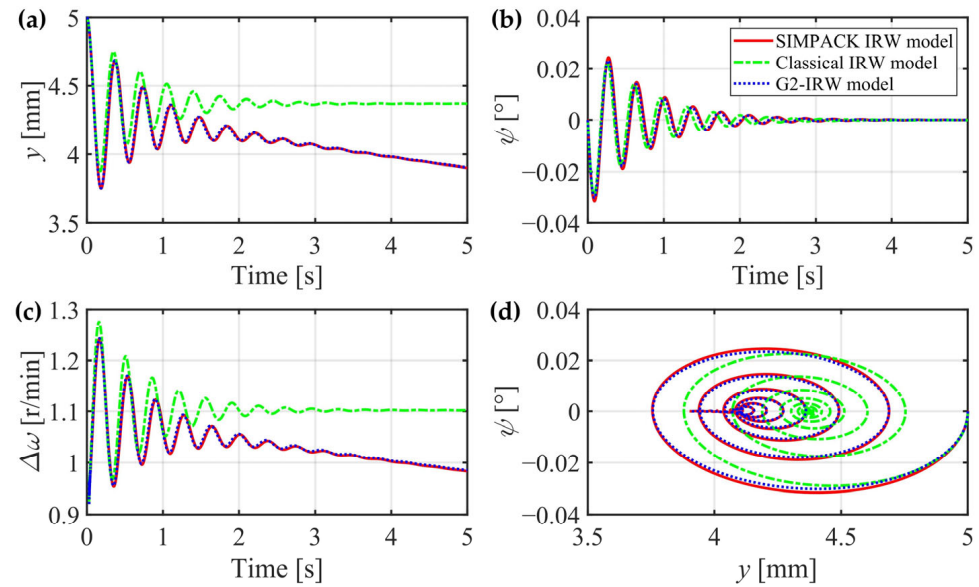 (a)
5
4.5
4
3.5
y [mm]
0 1 2 3 4 5
Time [s]
(b)
0.04
0.02
0
−0.02
−0.04
ψ [°]
0 1 2 3 4 5
Time [s]
SIMPACK IRW model
Classical IRW model
G2-IRW model
(c)
1.3
1.2
1.1
1
0.9
Δω [r/min]
0 1 2 3 4 5
Time [s]
(d)
0.04
0.02
0
−0.02
−0.04
ψ [°]
3.5 4 4.5 5
y [mm]